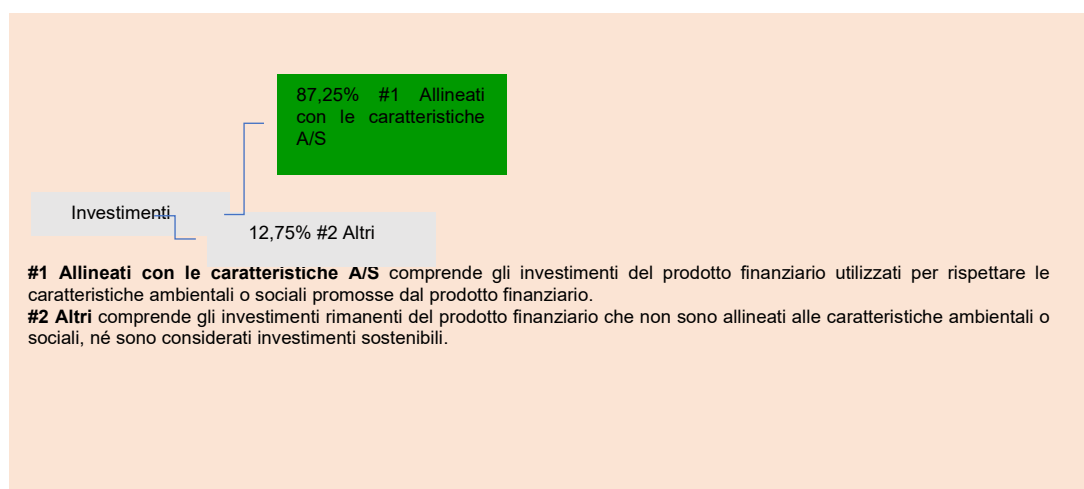 87,25% #1 Allineati
con le caratteristiche
A/S
Investimenti
12,75% #2 Altri
#1 Allineati con le caratteristiche A/S comprende gli investimenti del prodotto finanziario utilizzati per rispettare le
caratteristiche ambientali o sociali promosse dal prodotto finanziario.
#2 Altri comprende gli investimenti rimanenti del prodotto finanziario che non sono allineati alle caratteristiche ambientali o
sociali, né sono considerati investimenti sostenibili.